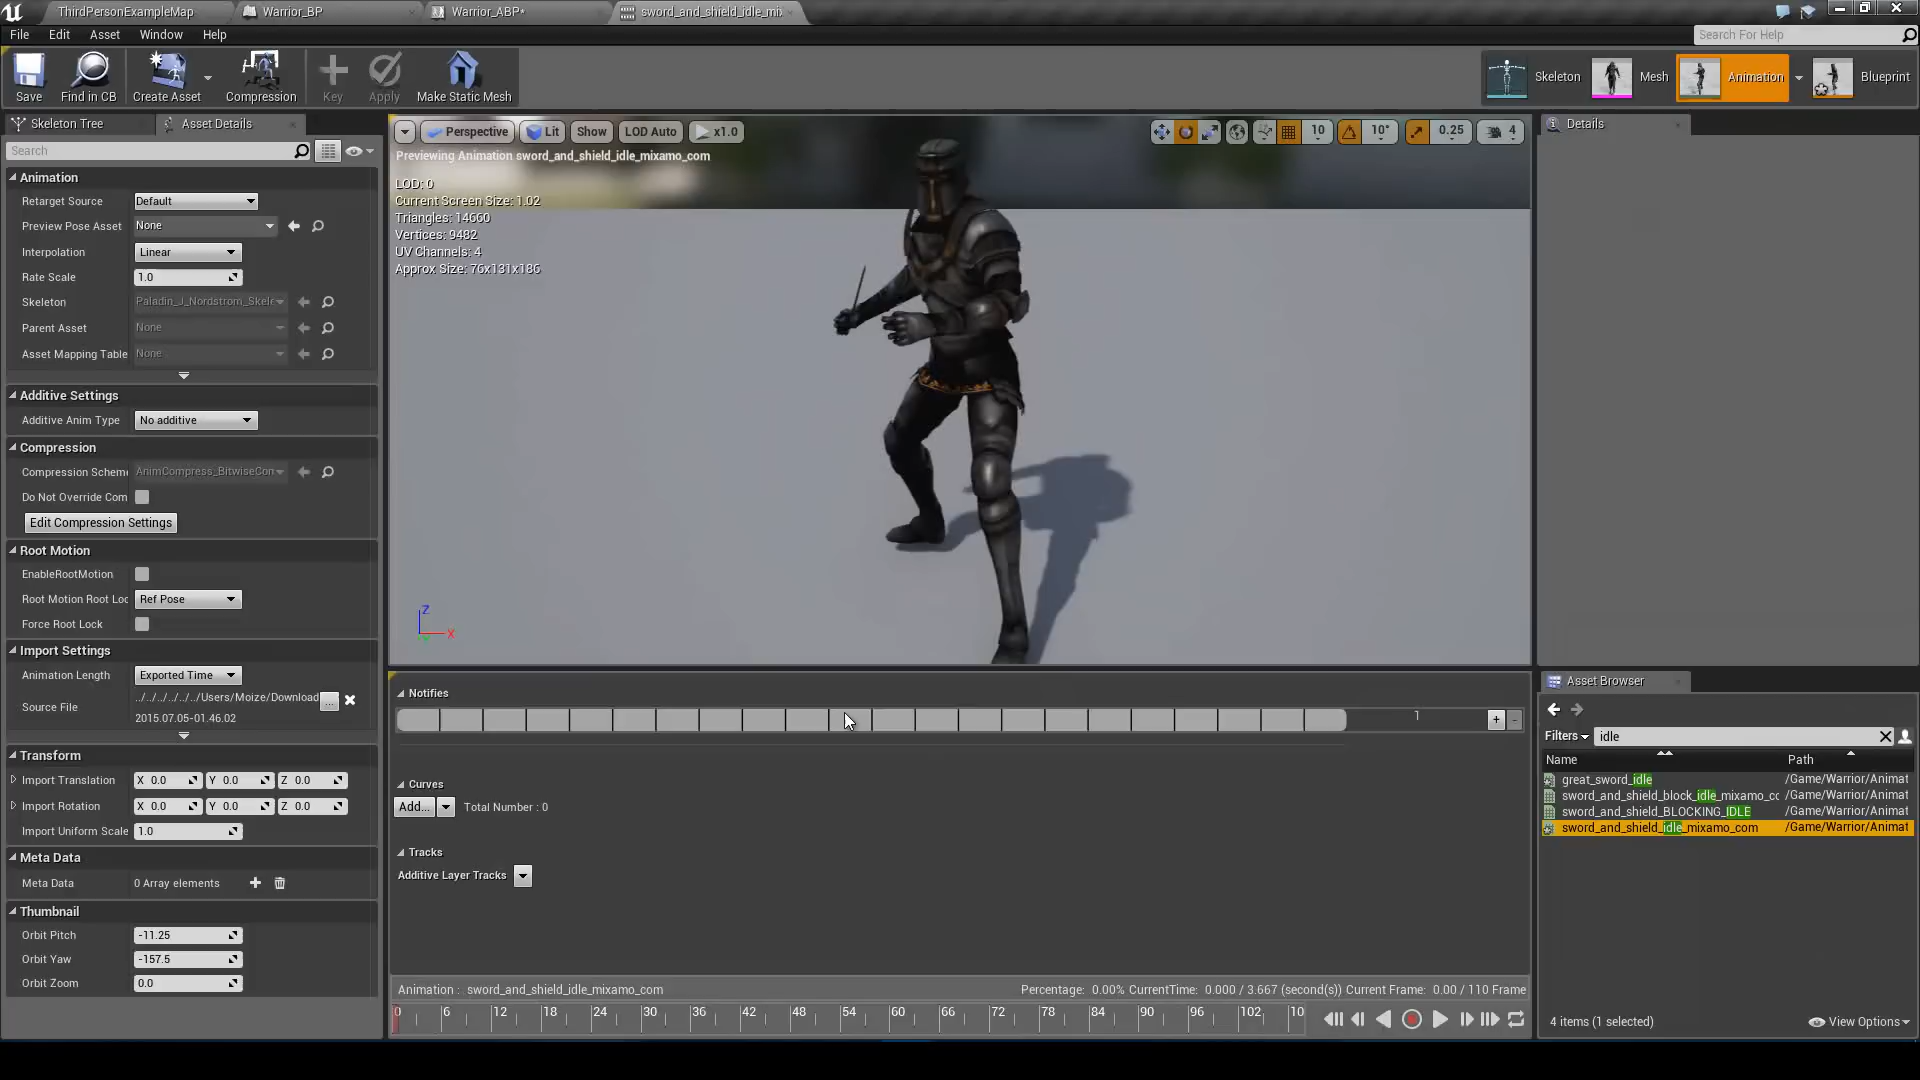 ThirdPersonExampleMap
Warrior_BP
Warrior_ABP*
sword_and_shield_idle_mi
File Edit Asset Window Help
Search For Help
Save
Find in CB
Create Asset
Compression
Key
Apply
Make Static Mesh
Skeleton
Mesh
Animation
Blueprint
Skeleton Tree
Asset Details
Search
Animation
Retarget Source Default
Preview Pose Asset None
Interpolation Linear
Rate Scale 1.0
Skeleton Paladin_J_Nordstrom_Skele
Parent Asset None
Asset Mapping Table None
Additive Settings
Additive Anim Type No additive
Compression
Compression Schem AnimCompress_BitwiseCon
Do Not Override Com
Edit Compression Settings
Root Motion
EnableRootMotion
Root Motion Root Loc Ref Pose
Force Root Lock
Import Settings
Animation Length Exported Time
Source File ../../../../../../Users/Moize/Download ...
2015.07.05-01.46.02
Transform
Import Translation X 0.0 Y 0.0 Z 0.0
Import Rotation X 0.0 Y 0.0 Z 0.0
Import Uniform Scale 1.0
Meta Data
Meta Data 0 Array elements
Thumbnail
Orbit Pitch -11.25
Orbit Yaw -157.5
Orbit Zoom 0.0
Perspective Lit Show LOD Auto x1.0
10 10° 0.25 4
Previewing Animation sword_and_shield_idle_mixamo_com
LOD: 0
Current Screen Size: 1.02
Triangles: 14660
Vertices: 9482
UV Channels: 4
Approx Size: 76x131x186
Z
X
Notifies
1 + -
Curves
Add... Total Number : 0
Tracks
Additive Layer Tracks
Animation : sword_and_shield_idle_mixamo_com
Percentage: 0.00% CurrentTime: 0.000 / 3.667 (second(s)) Current Frame: 0.00 / 110 Frame
0 6 12 18 24 30 36 42 48 54 60 66 72 78 84 90 96 102 10
Details
Asset Browser
Filters idle
Name Path
great_sword_idle /Game/Warrior/Animat
sword_and_shield_block_idle_mixamo_cc /Game/Warrior/Animat
sword_and_shield_BLOCKING_IDLE /Game/Warrior/Animat
sword_and_shield_idle_mixamo_com /Game/Warrior/Animat
4 items (1 selected)
View Options